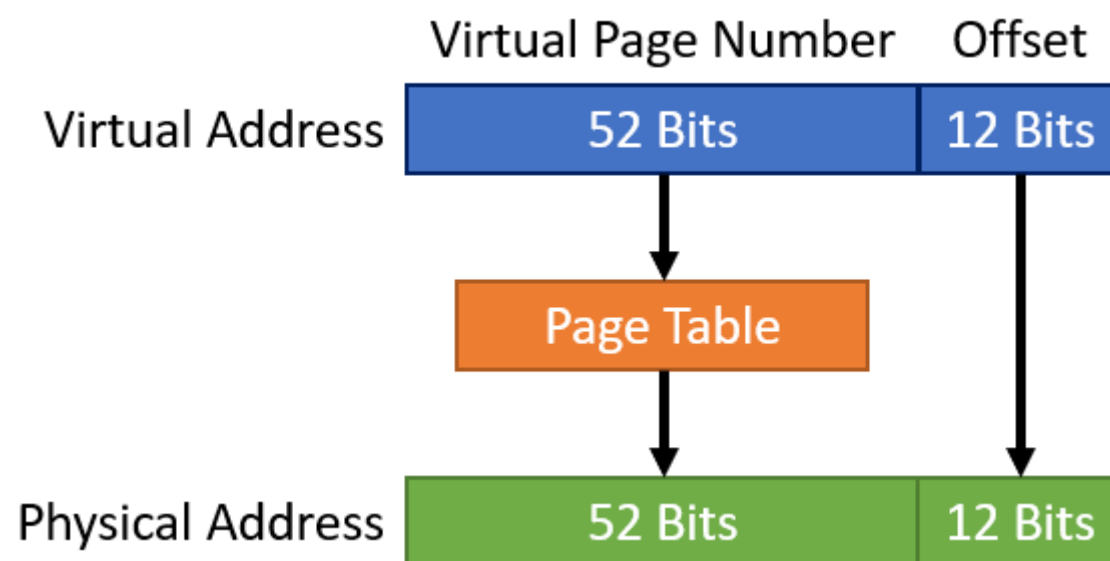 Virtual Page Number Offset
Virtual Address 52 Bits 12 Bits
Page Table
Physical Address 52 Bits 12 Bits